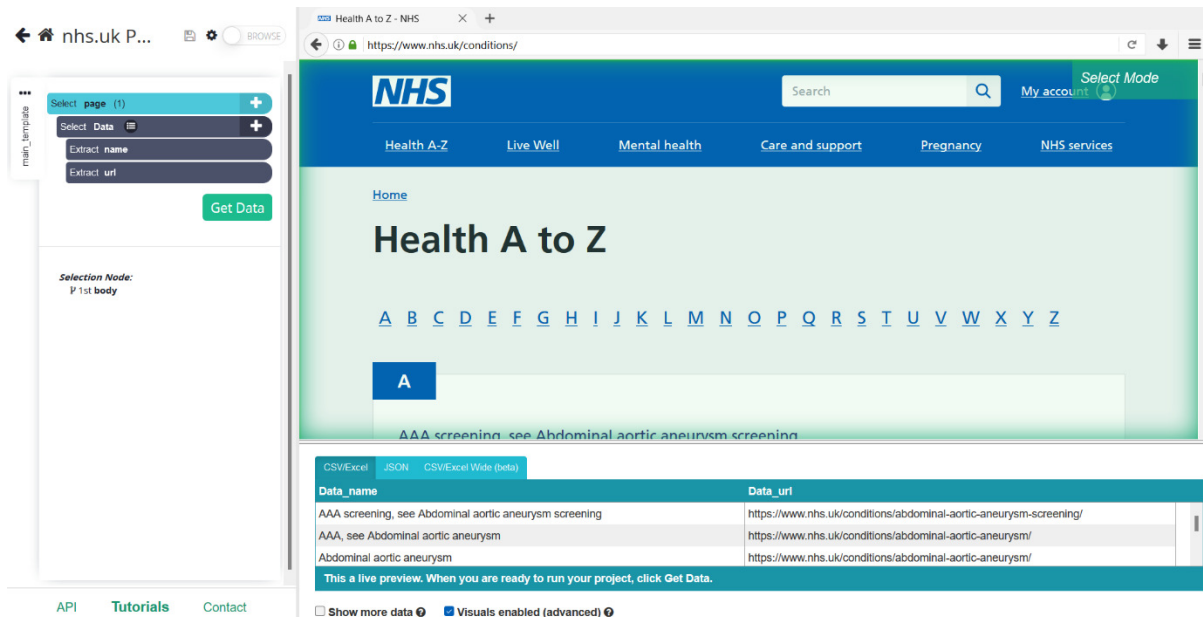 Health A to Z - NHS
nhs.uk P... BROWSE
https://www.nhs.uk/conditions/
main_template
Select page (1)
Select Data
Extract name
Extract url
Get Data
Selection Node:
1st body
Select Mode
NHS Search My account
Health A-Z Live Well Mental health Care and support Pregnancy NHS services
Home
Health A to Z
A B C D E F G H I J K L M N O P Q R S T U V W X Y Z
A
AAA screening, see Abdominal aortic aneurysm screening
CSV/Excel JSON CSV/Excel Wide (beta)
Data_name Data_url
AAA screening, see Abdominal aortic aneurysm screening https://www.nhs.uk/conditions/abdominal-aortic-aneurysm-screening/
AAA, see Abdominal aortic aneurysm https://www.nhs.uk/conditions/abdominal-aortic-aneurysm/
Abdominal aortic aneurysm https://www.nhs.uk/conditions/abdominal-aortic-aneurysm/
This a live preview. When you are ready to run your project, click Get Data.
API Tutorials Contact
Show more data Visuals enabled (advanced)